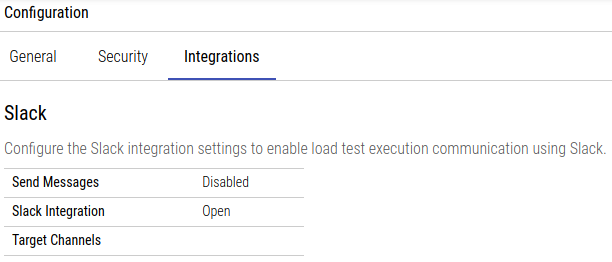 Configuration
General Security Integrations
Slack
Configure the Slack integration settings to enable load test execution communication using Slack.
Send Messages Disabled
Slack Integration Open
Target Channels